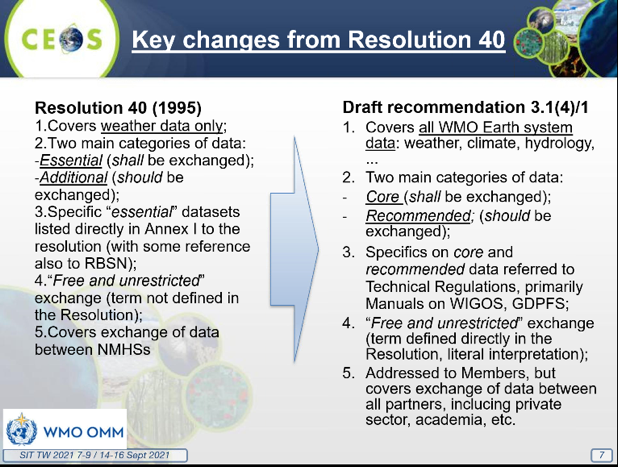 CEOS
Key changes from Resolution 40
Resolution 40 (1995)
1.Covers weather data only;
2.Two main categories of data:
-Essential (shall be exchanged);
-Additional (should be
exchanged);
3.Specific “essential” datasets
listed directly in Annex I to the
resolution (with some reference
also to RBSN);
4.“Free and unrestricted”
exchange (term not defined in
the Resolution);
5.Covers exchange of data
between NMHSs
Draft recommendation 3.1(4)/1
1. Covers all WMO Earth system
data: weather, climate, hydrology,
...
2. Two main categories of data:
- Core (shall be exchanged);
- Recommended; (should be
exchanged);
3. Specifics on core and
recommended data referred to
Technical Regulations, primarily
Manuals on WIGOS, GDPFS;
4. “Free and unrestricted” exchange
(term defined directly in the
Resolution, literal interpretation);
5. Addressed to Members, but
covers exchange of data between
all partners, inclucing private
sector, academia, etc.
WMO OMM
SIT TW 2021 7-9 / 14-16 Sept 2021
7